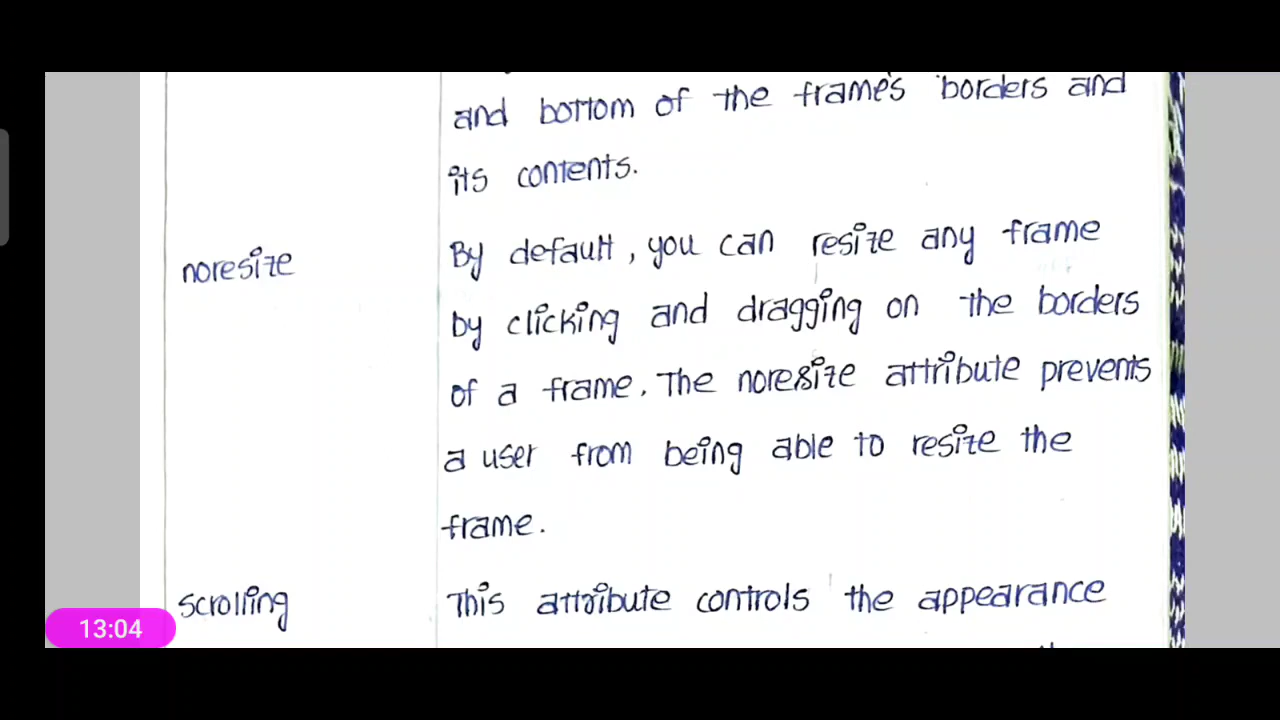 and bottom of the frame's borders and
its contents.
noresize
By default, you can resize any frame
by clicking and dragging on the borders
of a frame. The noresize attribute prevents
a user from being able to resize the
frame.
scrolling
This attribute controls the appearance
13:04